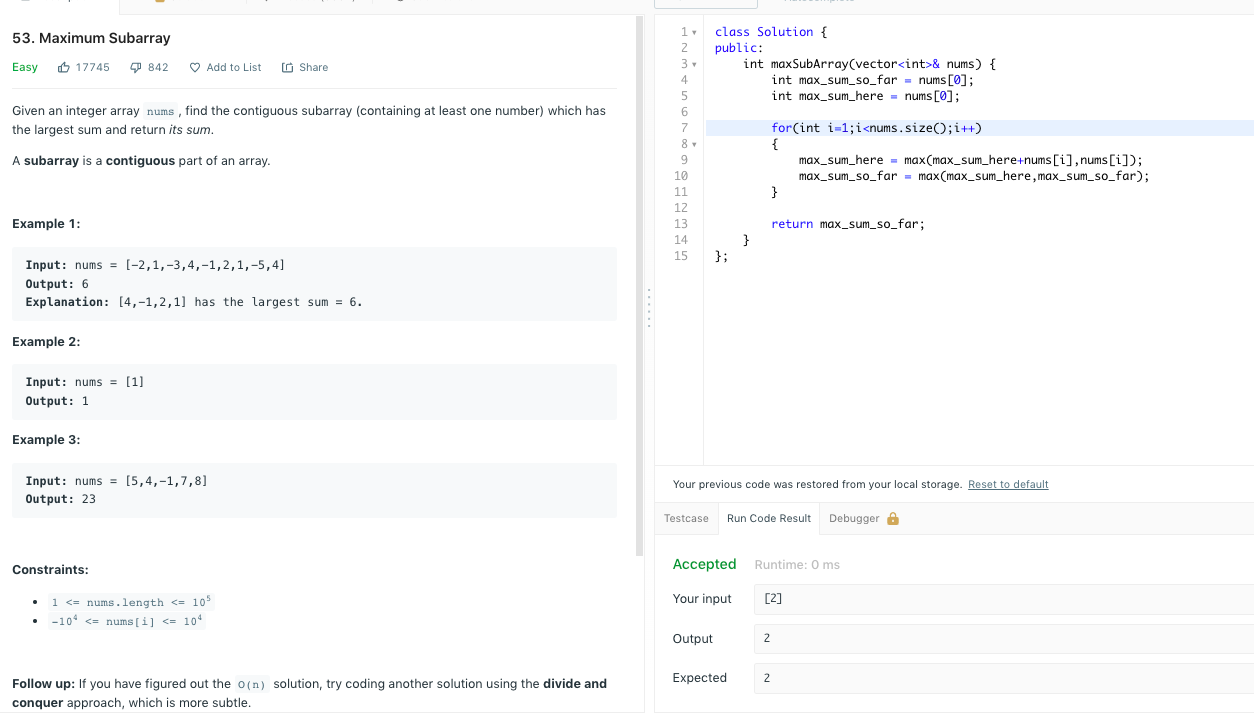 53. Maximum Subarray
Easy 17745 842 Add to List Share
Given an integer array nums , find the contiguous subarray (containing at least one number) which has
the largest sum and return its sum.
A subarray is a contiguous part of an array.
Example 1:
Input: nums = [-2,1,-3,4,-1,2,1,-5,4]
Output: 6
Explanation: [4,-1,2,1] has the largest sum = 6.
Example 2:
Input: nums = [1]
Output: 1
Example 3:
Input: nums = [5,4,-1,7,8]
Output: 23
Constraints:
• 1 <= nums.length <= 10⁵
• -10⁴ <= nums[i] <= 10⁴
Follow up: If you have figured out the O(n) solution, try coding another solution using the divide and
conquer approach, which is more subtle.
1 class Solution {
2 public:
3     int maxSubArray(vector<int>& nums) {
4         int max_sum_so_far = nums[0];
5         int max_sum_here = nums[0];
6
7         for(int i=1;i<nums.size();i++)
8         {
9             max_sum_here = max(max_sum_here+nums[i],nums[i]);
10             max_sum_so_far = max(max_sum_here,max_sum_so_far);
11         }
12
13         return max_sum_so_far;
14     }
15 };
Your previous code was restored from your local storage. Reset to default
Testcase Run Code Result Debugger
Accepted Runtime: 0 ms
Your input [2]
Output 2
Expected 2